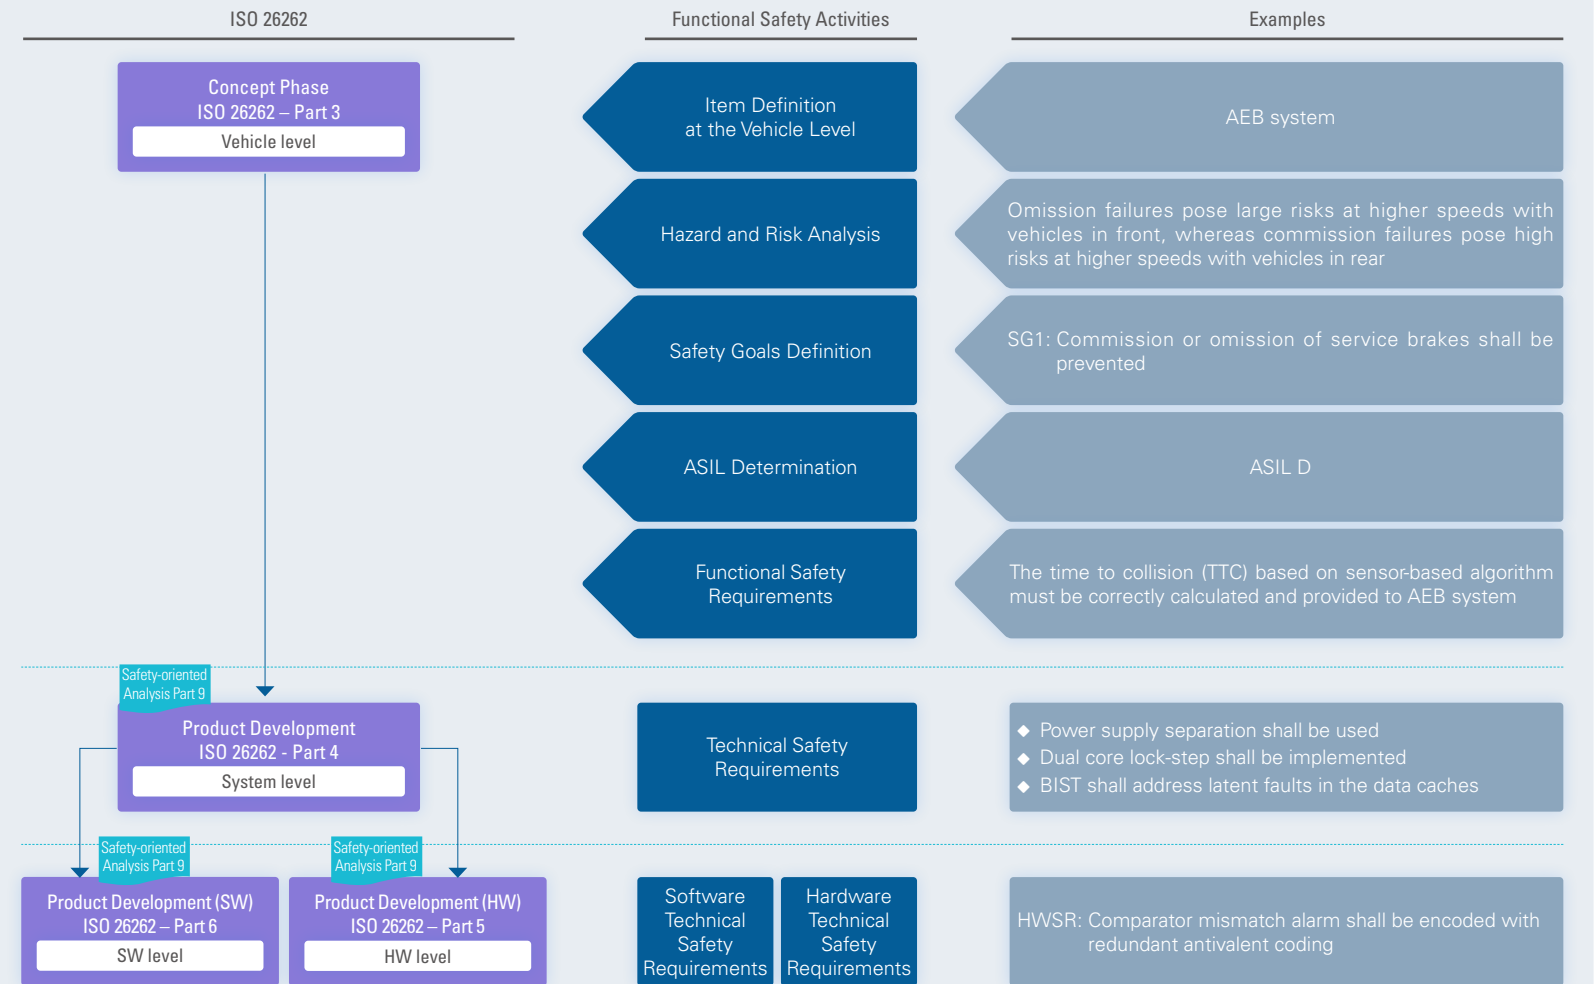 ISO 26262
Functional Safety Activities
Examples
Concept Phase
ISO 26262 – Part 3
Vehicle level
Item Definition
at the Vehicle Level
AEB system
Hazard and Risk Analysis
Omission failures pose large risks at higher speeds with
vehicles in front, whereas commission failures pose high
risks at higher speeds with vehicles in rear
Safety Goals Definition
SG1: Commission or omission of service brakes shall be
prevented
ASIL Determination
ASIL D
Functional Safety
Requirements
The time to collision (TTC) based on sensor-based algorithm
must be correctly calculated and provided to AEB system
Safety-oriented
Analysis Part 9
Product Development
ISO 26262 - Part 4
System level
Technical Safety
Requirements
◆ Power supply separation shall be used
◆ Dual core lock-step shall be implemented
◆ BIST shall address latent faults in the data caches
Safety-oriented
Analysis Part 9
Safety-oriented
Analysis Part 9
Product Development (SW)
ISO 26262 – Part 6
SW level
Product Development (HW)
ISO 26262 – Part 5
HW level
Software
Technical
Safety
Requirements
Hardware
Technical
Safety
Requirements
HWSR: Comparator mismatch alarm shall be encoded with
redundant antivalent coding